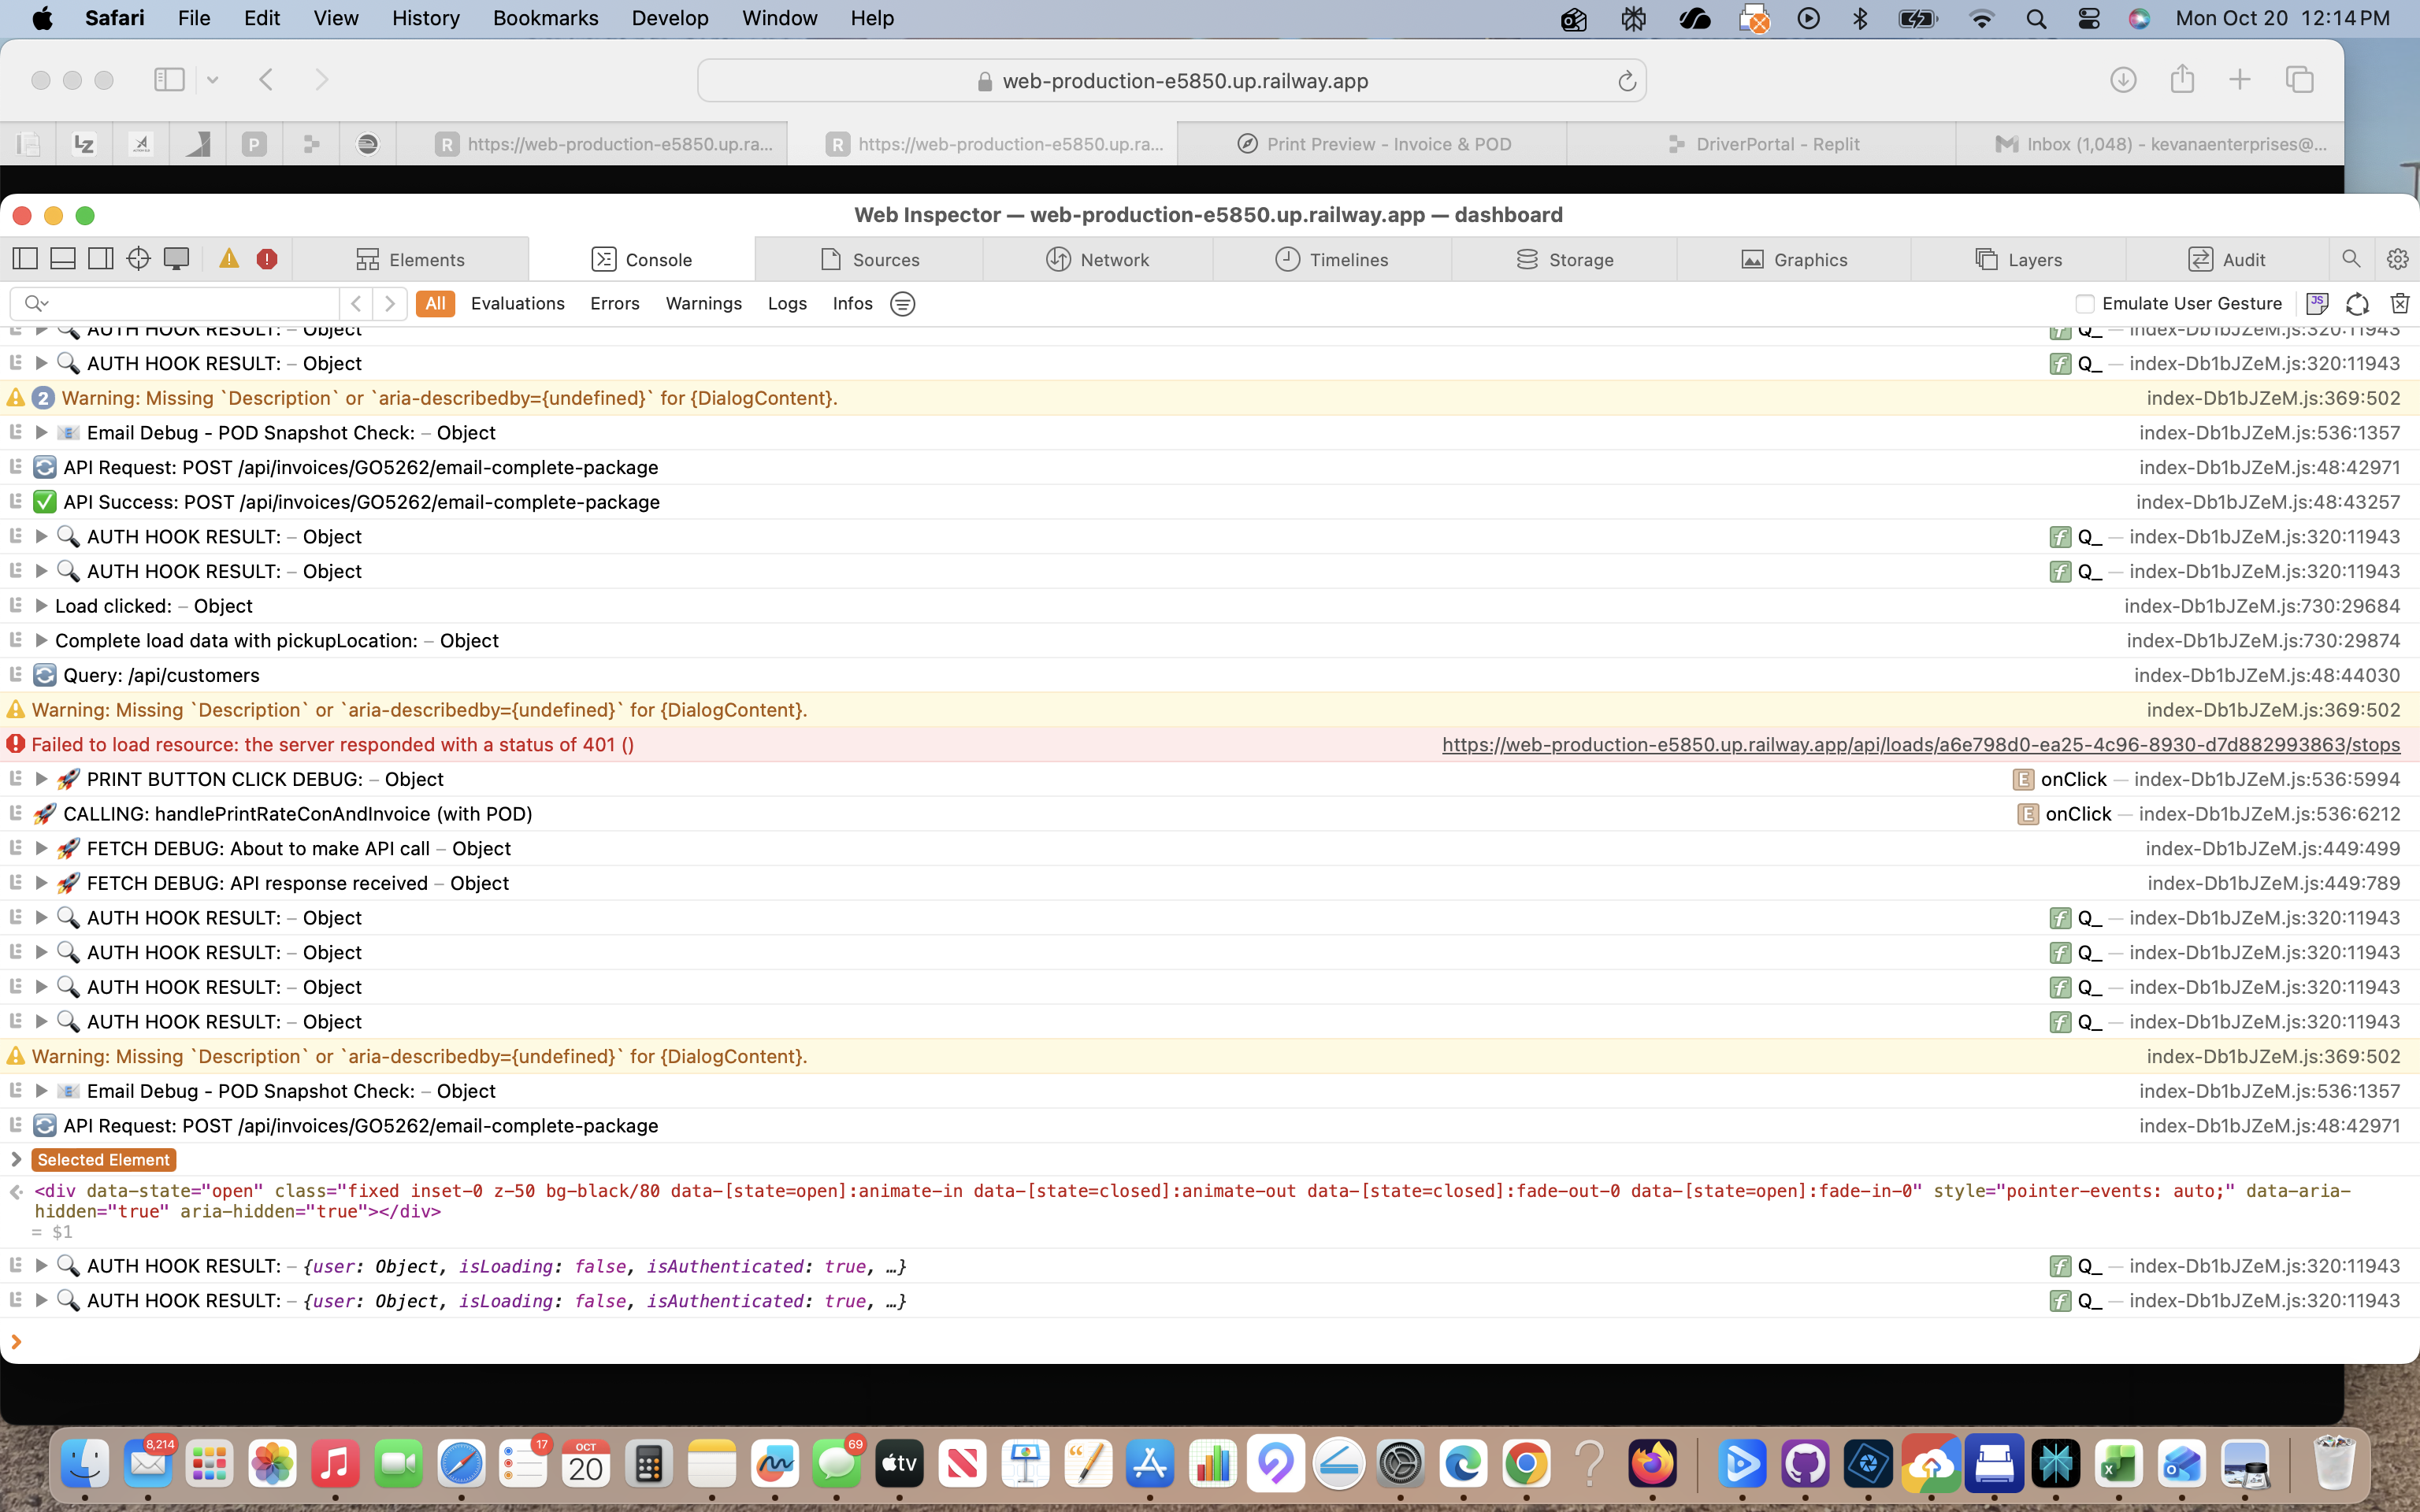 Safari File Edit View History Bookmarks Develop Window Help Mon Oct 20 12:14 PM
web-production-e5850.up.railway.app
LZ P R https://web-production-e5850.up.ra... R https://web-production-e5850.up.ra... Print Preview - Invoice & POD DriverPortal - Replit Inbox (1,048) - kevanaenterprises@...
Web Inspector — web-production-e5850.up.railway.app — dashboard
Elements Console Sources Network Timelines Storage Graphics Layers Audit
All Evaluations Errors Warnings Logs Infos Emulate User Gesture JS
AUTH HOOK RESULT: – Object f Q_ — index-Db1bJZeM.js:320:11943
AUTH HOOK RESULT: – Object f Q_ — index-Db1bJZeM.js:320:11943
2 Warning: Missing `Description` or `aria-describedby={undefined}` for {DialogContent}. index-Db1bJZeM.js:369:502
Email Debug - POD Snapshot Check: – Object index-Db1bJZeM.js:536:1357
API Request: POST /api/invoices/GO5262/email-complete-package index-Db1bJZeM.js:48:42971
API Success: POST /api/invoices/GO5262/email-complete-package index-Db1bJZeM.js:48:43257
AUTH HOOK RESULT: – Object f Q_ — index-Db1bJZeM.js:320:11943
AUTH HOOK RESULT: – Object f Q_ — index-Db1bJZeM.js:320:11943
Load clicked: – Object index-Db1bJZeM.js:730:29684
Complete load data with pickupLocation: – Object index-Db1bJZeM.js:730:29874
Query: /api/customers index-Db1bJZeM.js:48:44030
Warning: Missing `Description` or `aria-describedby={undefined}` for {DialogContent}. index-Db1bJZeM.js:369:502
Failed to load resource: the server responded with a status of 401 () https://web-production-e5850.up.railway.app/api/loads/a6e798d0-ea25-4c96-8930-d7d882993863/stops
PRINT BUTTON CLICK DEBUG: – Object E onClick — index-Db1bJZeM.js:536:5994
CALLING: handlePrintRateConAndInvoice (with POD) E onClick — index-Db1bJZeM.js:536:6212
FETCH DEBUG: About to make API call – Object index-Db1bJZeM.js:449:499
FETCH DEBUG: API response received – Object index-Db1bJZeM.js:449:789
AUTH HOOK RESULT: – Object f Q_ — index-Db1bJZeM.js:320:11943
AUTH HOOK RESULT: – Object f Q_ — index-Db1bJZeM.js:320:11943
AUTH HOOK RESULT: – Object f Q_ — index-Db1bJZeM.js:320:11943
AUTH HOOK RESULT: – Object f Q_ — index-Db1bJZeM.js:320:11943
Warning: Missing `Description` or `aria-describedby={undefined}` for {DialogContent}. index-Db1bJZeM.js:369:502
Email Debug - POD Snapshot Check: – Object index-Db1bJZeM.js:536:1357
API Request: POST /api/invoices/GO5262/email-complete-package index-Db1bJZeM.js:48:42971
Selected Element
<div data-state="open" class="fixed inset-0 z-50 bg-black/80 data-[state=open]:animate-in data-[state=closed]:animate-out data-[state=closed]:fade-out-0 data-[state=open]:fade-in-0" style="pointer-events: auto;" data-aria-
hidden="true" aria-hidden="true"></div>
= $1
AUTH HOOK RESULT: – {user: Object, isLoading: false, isAuthenticated: true, …} f Q_ — index-Db1bJZeM.js:320:11943
AUTH HOOK RESULT: – {user: Object, isLoading: false, isAuthenticated: true, …} f Q_ — index-Db1bJZeM.js:320:11943
8,214 17 OCT 20 69 tv